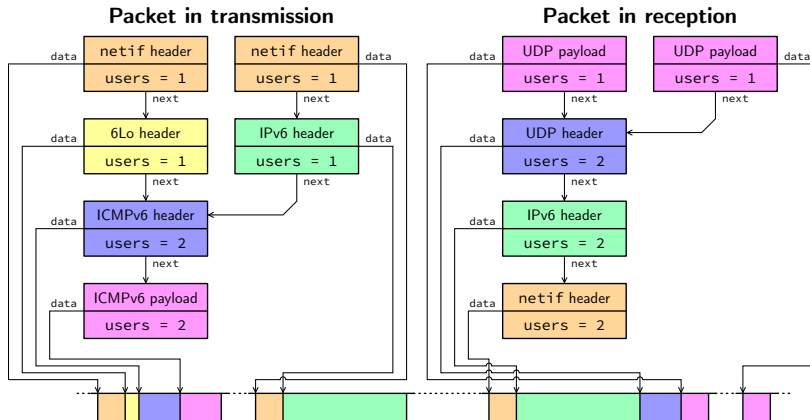 Packet in transmission
Packet in reception
data
netif header
users = 1
next
netif header
users = 1
data
next
data
6Lo header
users = 1
next
IPv6 header
users = 1
data
next
data
ICMPv6 header
users = 2
next
data
ICMPv6 payload
users = 2
data
UDP payload
users = 1
next
UDP payload
users = 1
data
next
data
UDP header
users = 2
next
data
IPv6 header
users = 2
next
data
netif header
users = 2